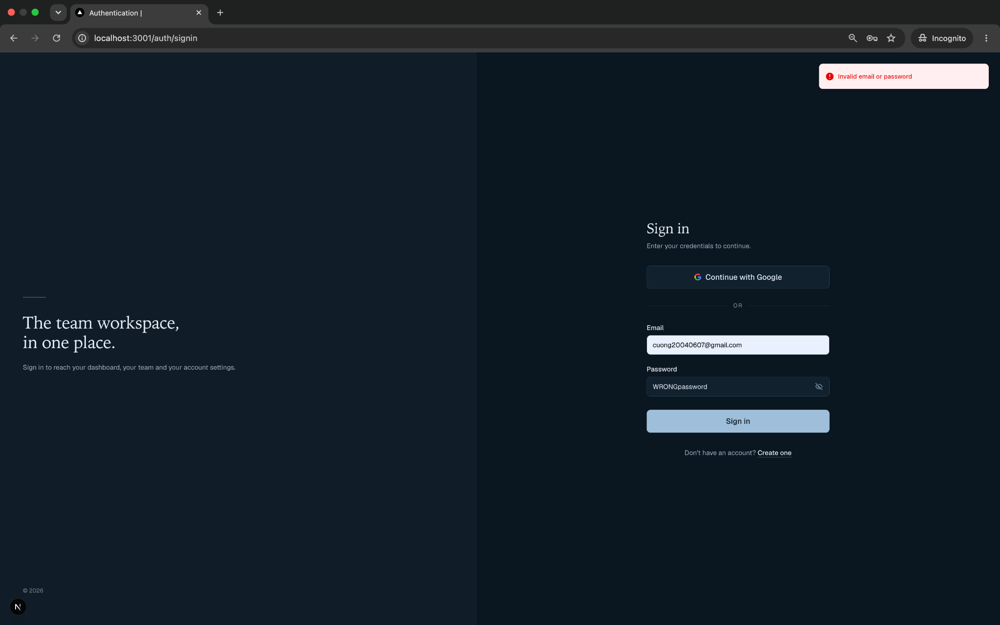 Authentication |
localhost:3001/auth/signin
Incognito
Invalid email or password
The team workspace,
in one place.
Sign in to reach your dashboard, your team and your account settings.
© 2026
N
Sign in
Enter your credentials to continue.
Continue with Google
OR
Email
cuong20040607@gmail.com
Password
WRONGpassword
Sign in
Don't have an account? Create one